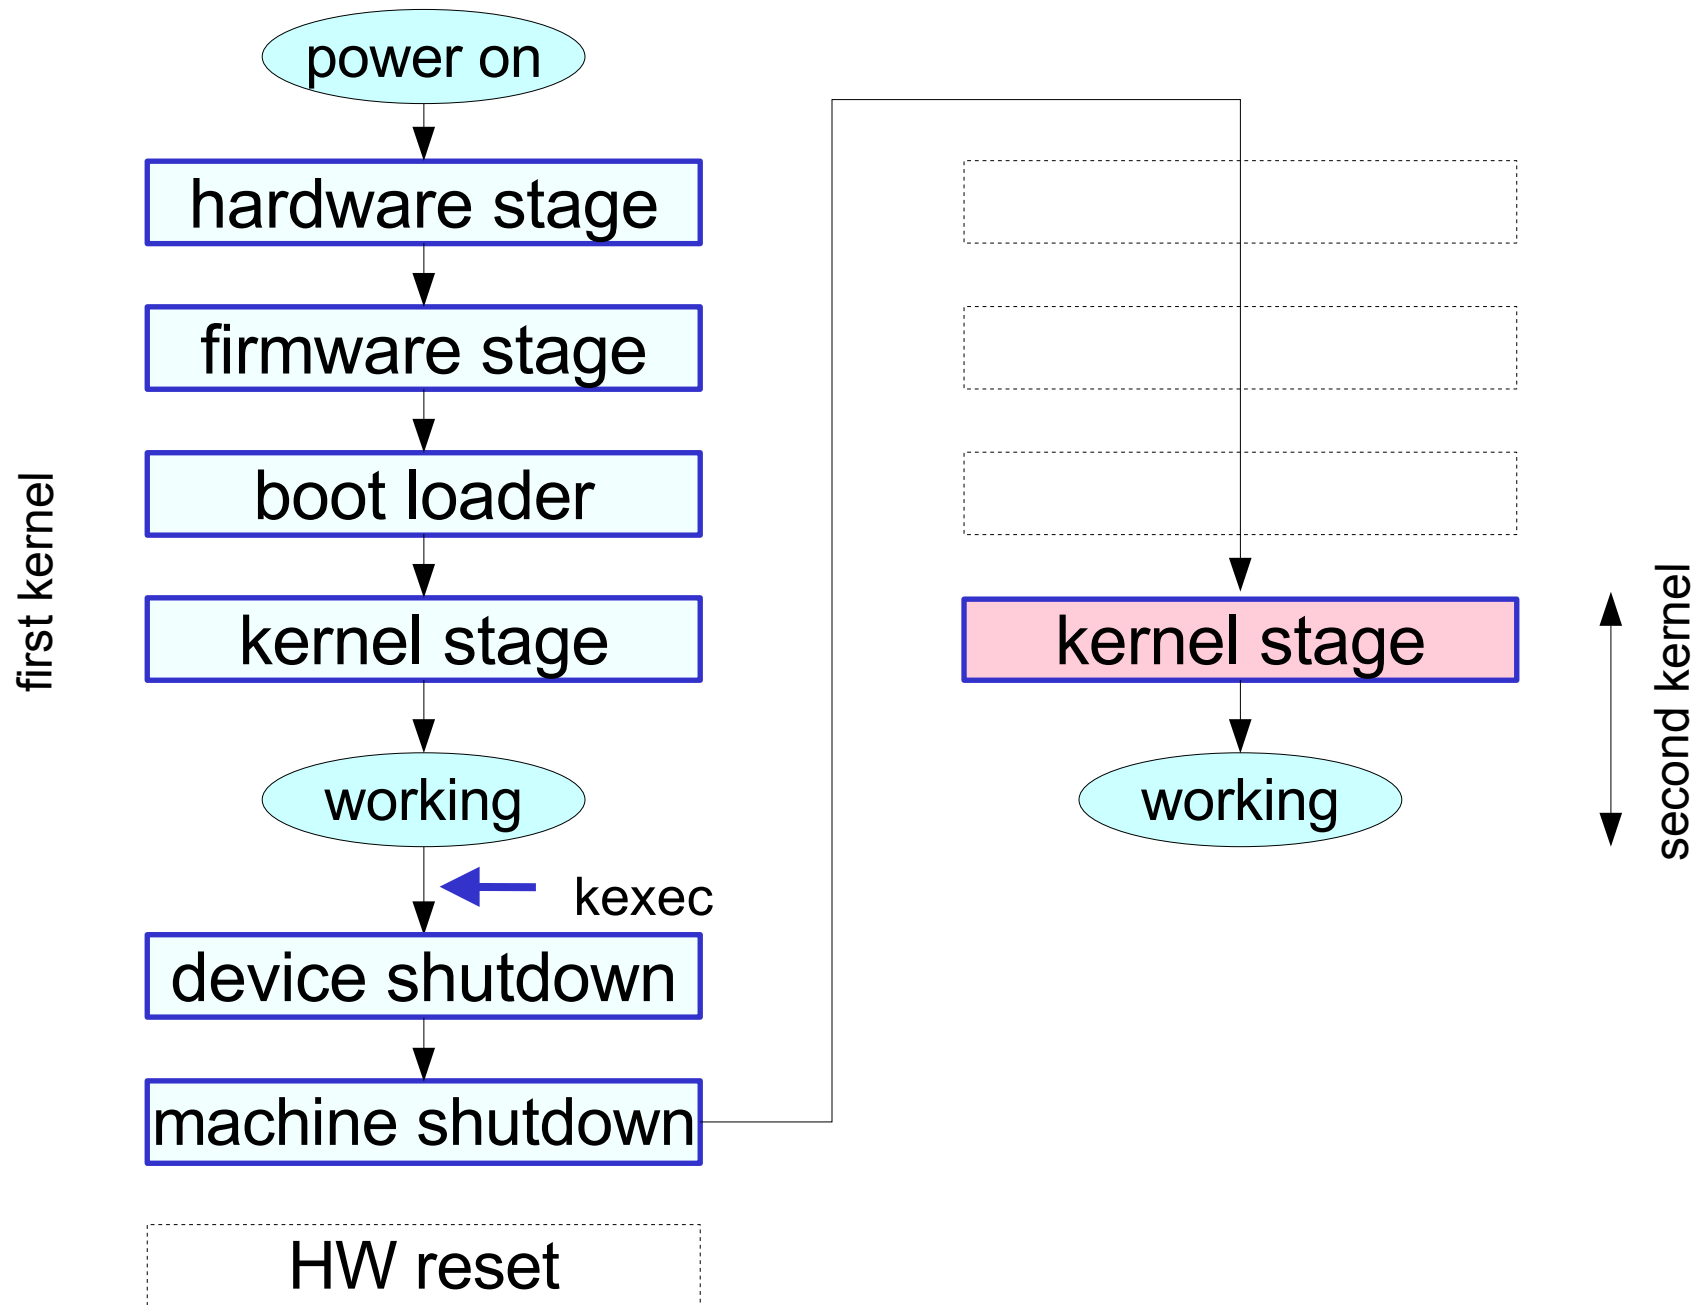 power on
hardware stage
firmware stage
boot loader
kernel stage
working
kexec
device shutdown
machine shutdown
HW reset
first kernel
kernel stage
working
second kernel